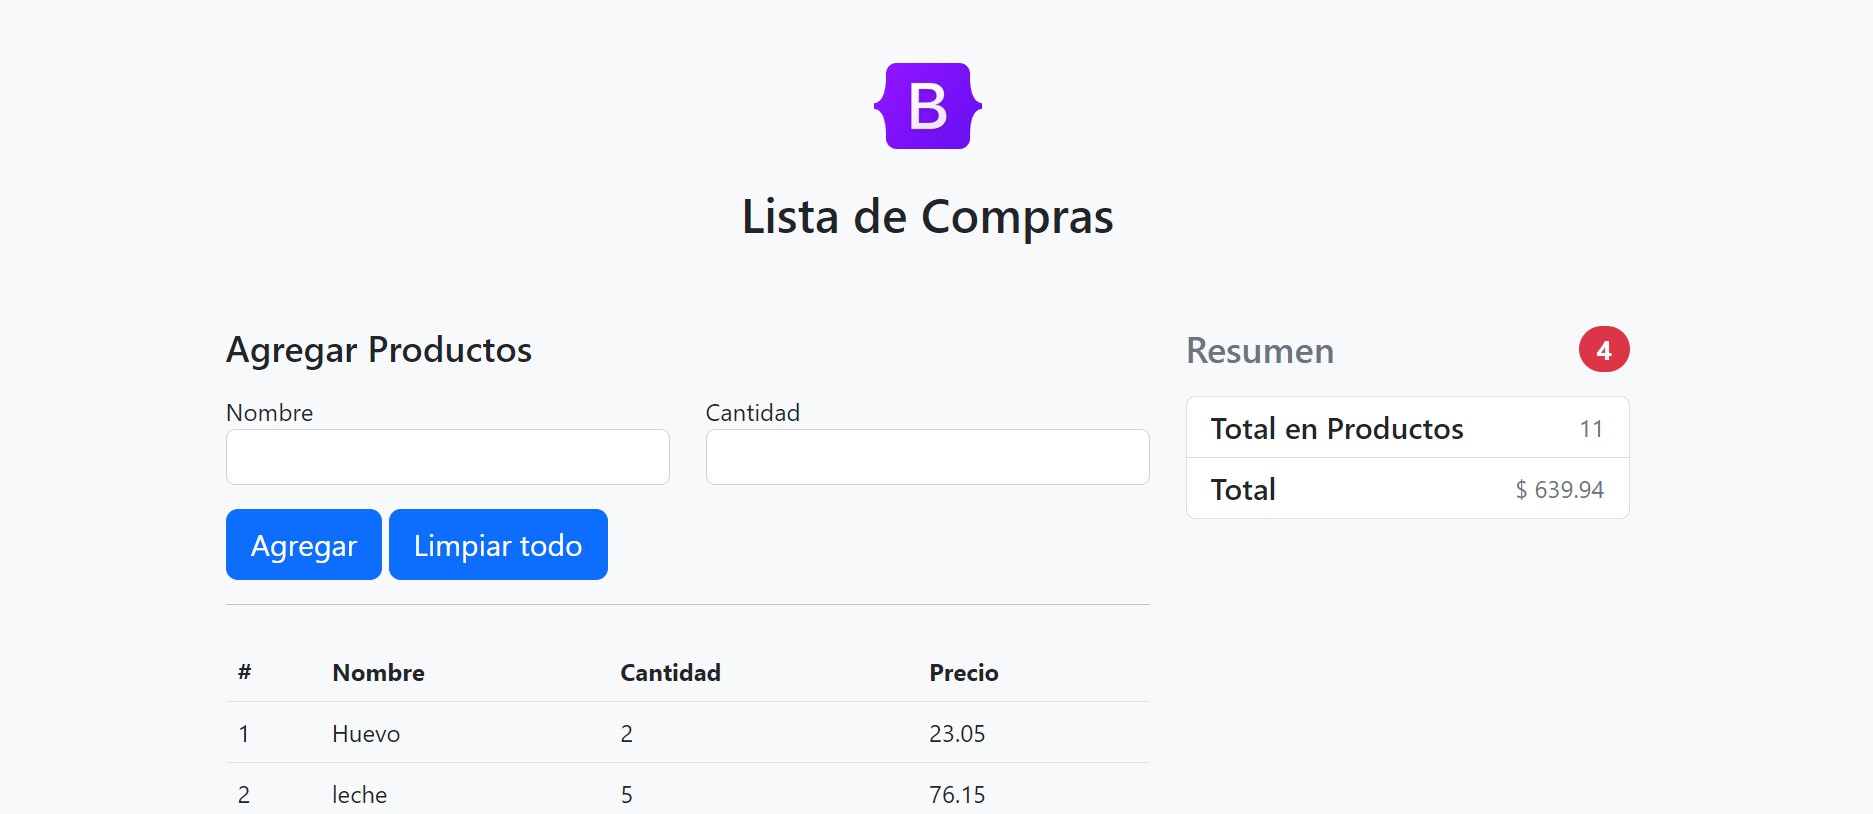 B
Lista de Compras
Agregar Productos
Nombre Cantidad
Agregar Limpiar todo
# Nombre Cantidad Precio
1 Huevo 2 23.05
2 leche 5 76.15
Resumen 4
Total en Productos 11
Total $ 639.94